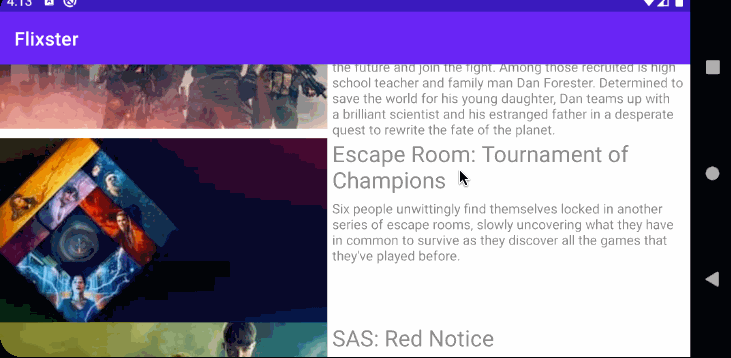 4:13
Flixster
the future and join the fight. Among those recruited is high
school teacher and family man Dan Forester. Determined to
save the world for his young daughter, Dan teams up with
a brilliant scientist and his estranged father in a desperate
quest to rewrite the fate of the planet.
Escape Room: Tournament of
Champions
Six people unwittingly find themselves locked in another
series of escape rooms, slowly uncovering what they have
in common to survive as they discover all the games that
they've played before.
SAS: Red Notice